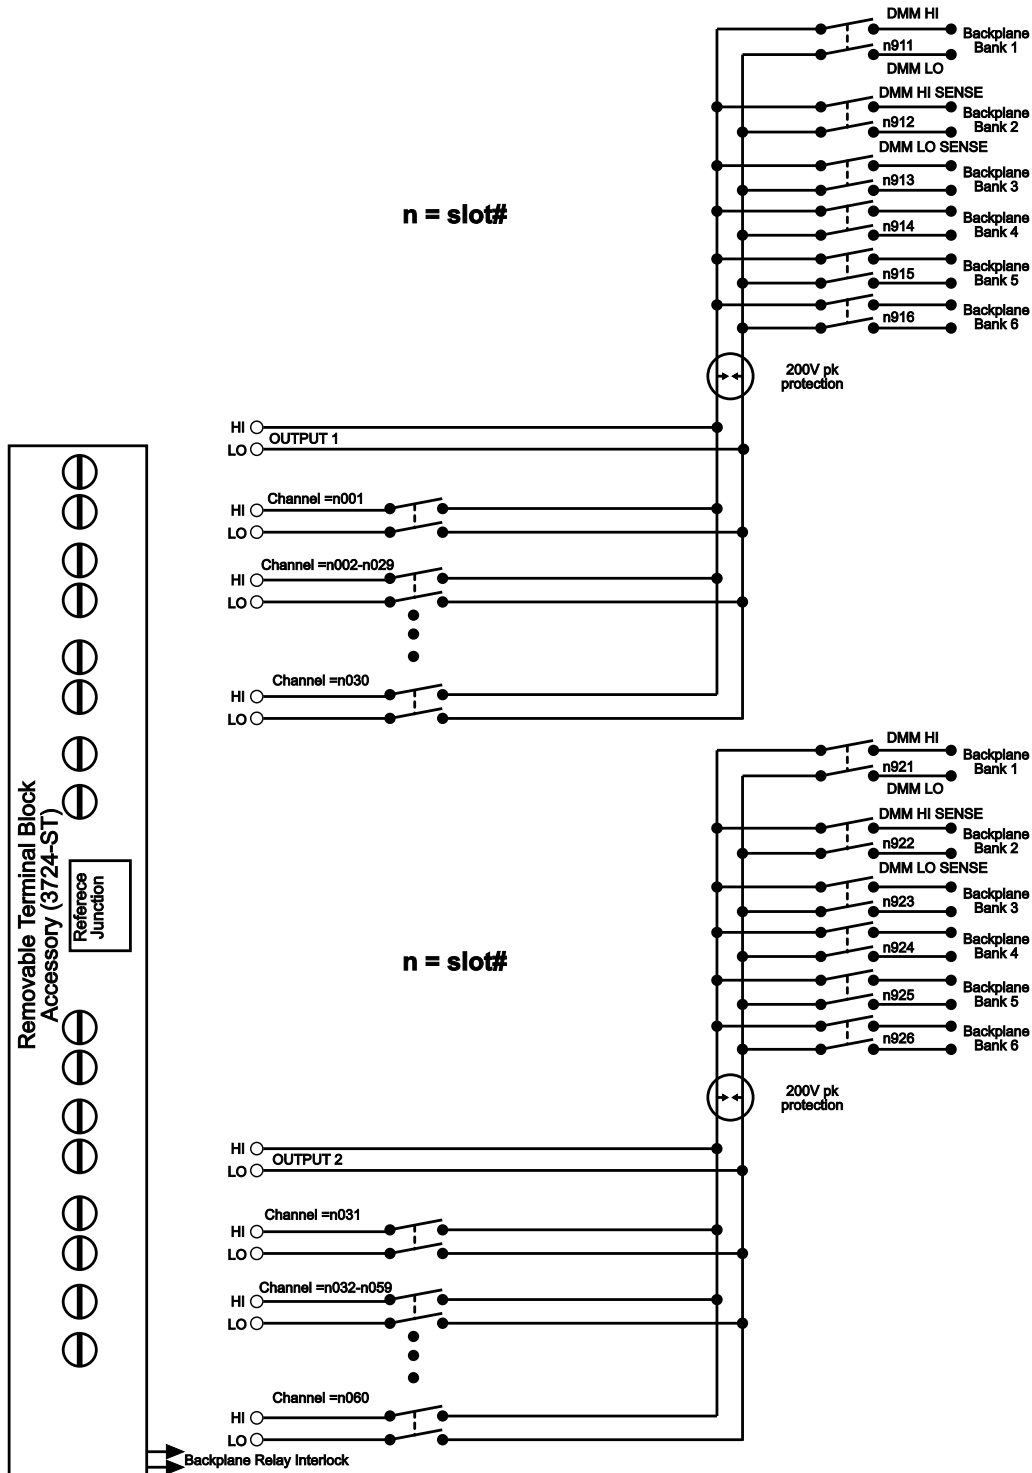 DMM HI
Backplane
Bank 1
n911
DMM LO
DMM HI SENSE
Backplane
Bank 2
n912
DMM LO SENSE
Backplane
Bank 3
n913
n = slot#
Backplane
Bank 4
n914
Backplane
Bank 5
n915
Backplane
Bank 6
n916
200V pk
protection
HI
OUTPUT 1
LO
Channel =n001
HI
LO
Channel =n002-n029
HI
LO
Channel =n030
HI
LO
DMM HI
Backplane
Bank 1
n921
DMM LO
DMM HI SENSE
Backplane
Bank 2
n922
DMM LO SENSE
Backplane
Bank 3
n923
n = slot#
Backplane
Bank 4
n924
Backplane
Bank 5
n925
Backplane
Bank 6
n926
200V pk
protection
HI
OUTPUT 2
LO
Channel =n031
HI
LO
Channel =n032-n059
HI
LO
Channel =n060
HI
LO
Removable Terminal Block
Accessory (3724-ST)
Referece
Junction
Backplane Relay Interlock